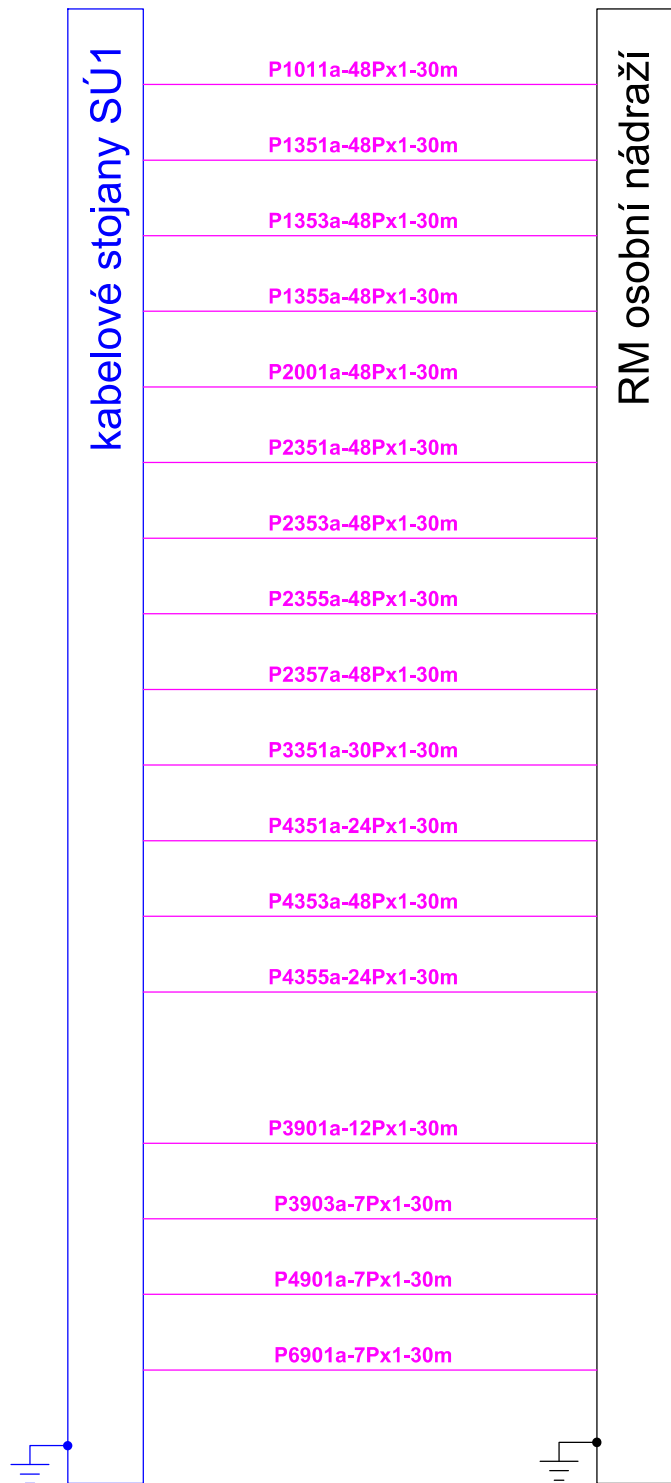 kabelové stojany SÚ1
P1011a-48Px1-30m
P1351a-48Px1-30m
P1353a-48Px1-30m
P1355a-48Px1-30m
P2001a-48Px1-30m
P2351a-48Px1-30m
P2353a-48Px1-30m
P2355a-48Px1-30m
P2357a-48Px1-30m
P3351a-30Px1-30m
P4351a-24Px1-30m
P4353a-48Px1-30m
P4355a-24Px1-30m
P3901a-12Px1-30m
P3903a-7Px1-30m
P4901a-7Px1-30m
P6901a-7Px1-30m
RM osobní nádraží